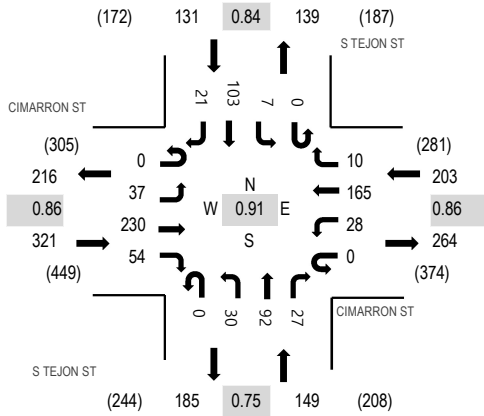 (172) 131 0.84 139 (187)
S TEJON ST
21 103 7 0
CIMARRON ST
(305) (281)
216 0 10 203
37 N 165
0.86 W 0.91 E 0.86
230 S 28
321 54 0 264
(449) (374)
0 30 92 27
CIMARRON ST
S TEJON ST
(244) 185 0.75 149 (208)